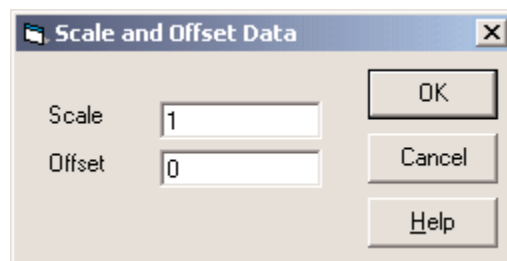 Scale and Offset Data
OK
Scale 1
Offset 0
Cancel
Help